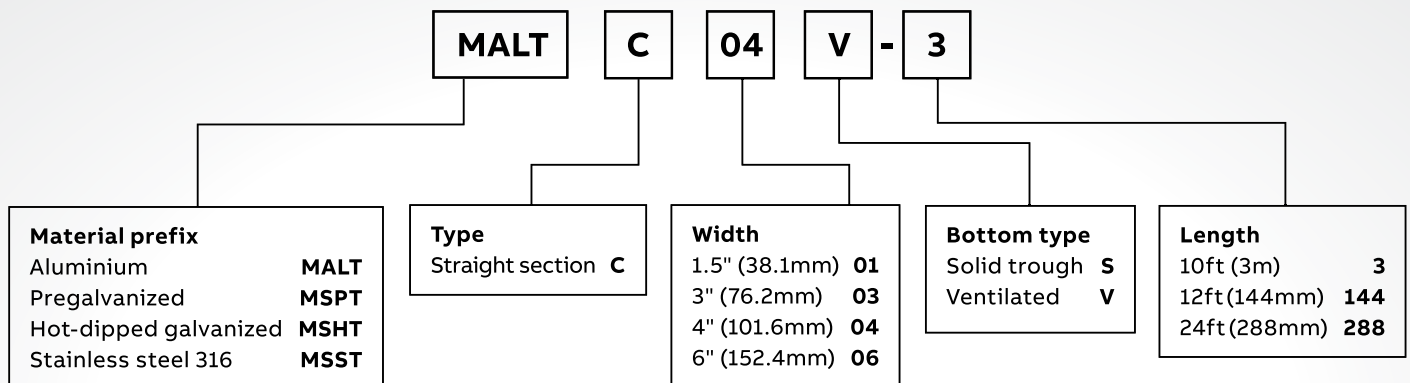 MALT C 04 V - 3
Material prefix
Aluminium MALT
Pregalvanized MSPT
Hot-dipped galvanized MSHT
Stainless steel 316 MSST
Type
Straight section C
Width
1.5" (38.1mm) 01
3" (76.2mm) 03
4" (101.6mm) 04
6" (152.4mm) 06
Bottom type
Solid trough S
Ventilated V
Length
10ft (3m) 3
12ft (144mm) 144
24ft (288mm) 288